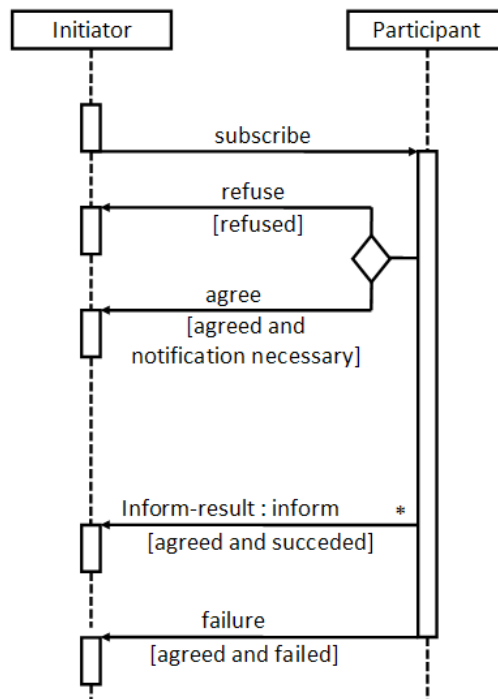 Initiator
Participant
subscribe
refuse
[refused]
agree
[agreed and
notification necessary]
Inform-result : inform *
[agreed and succeded]
failure
[agreed and failed]